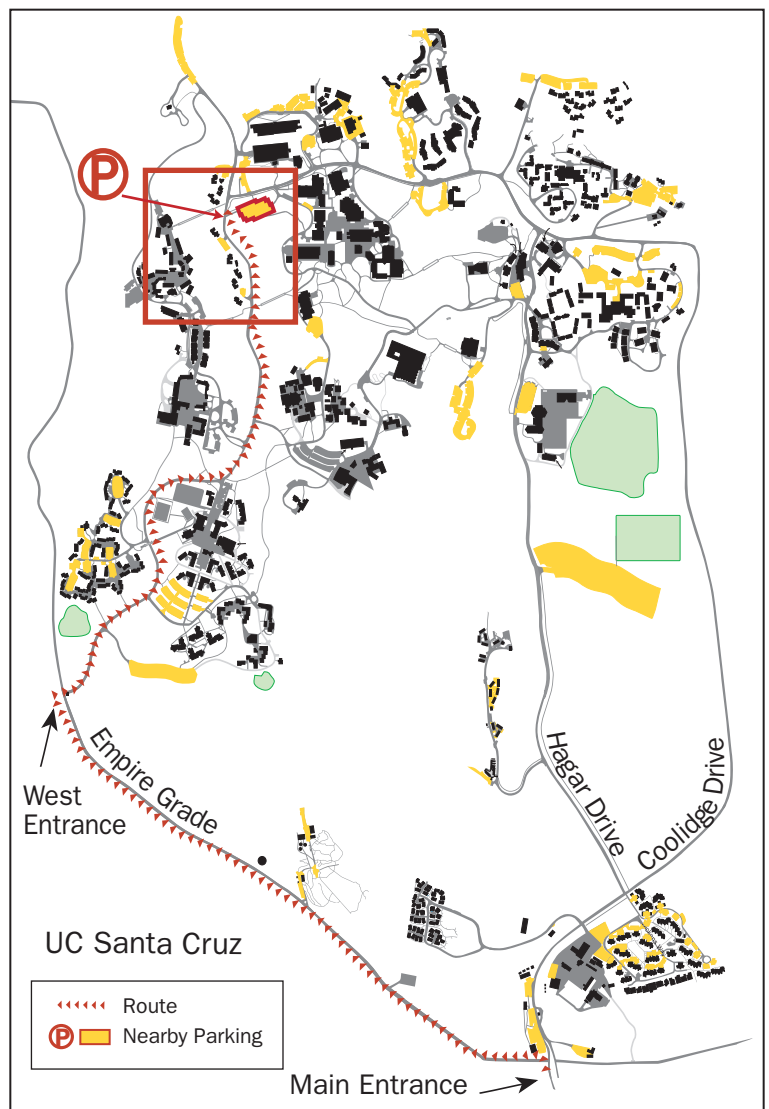 P
West
Entrance
Empire Grade
Hagar Drive
Coolidge Drive
UC Santa Cruz
Route
P Nearby Parking
Main Entrance